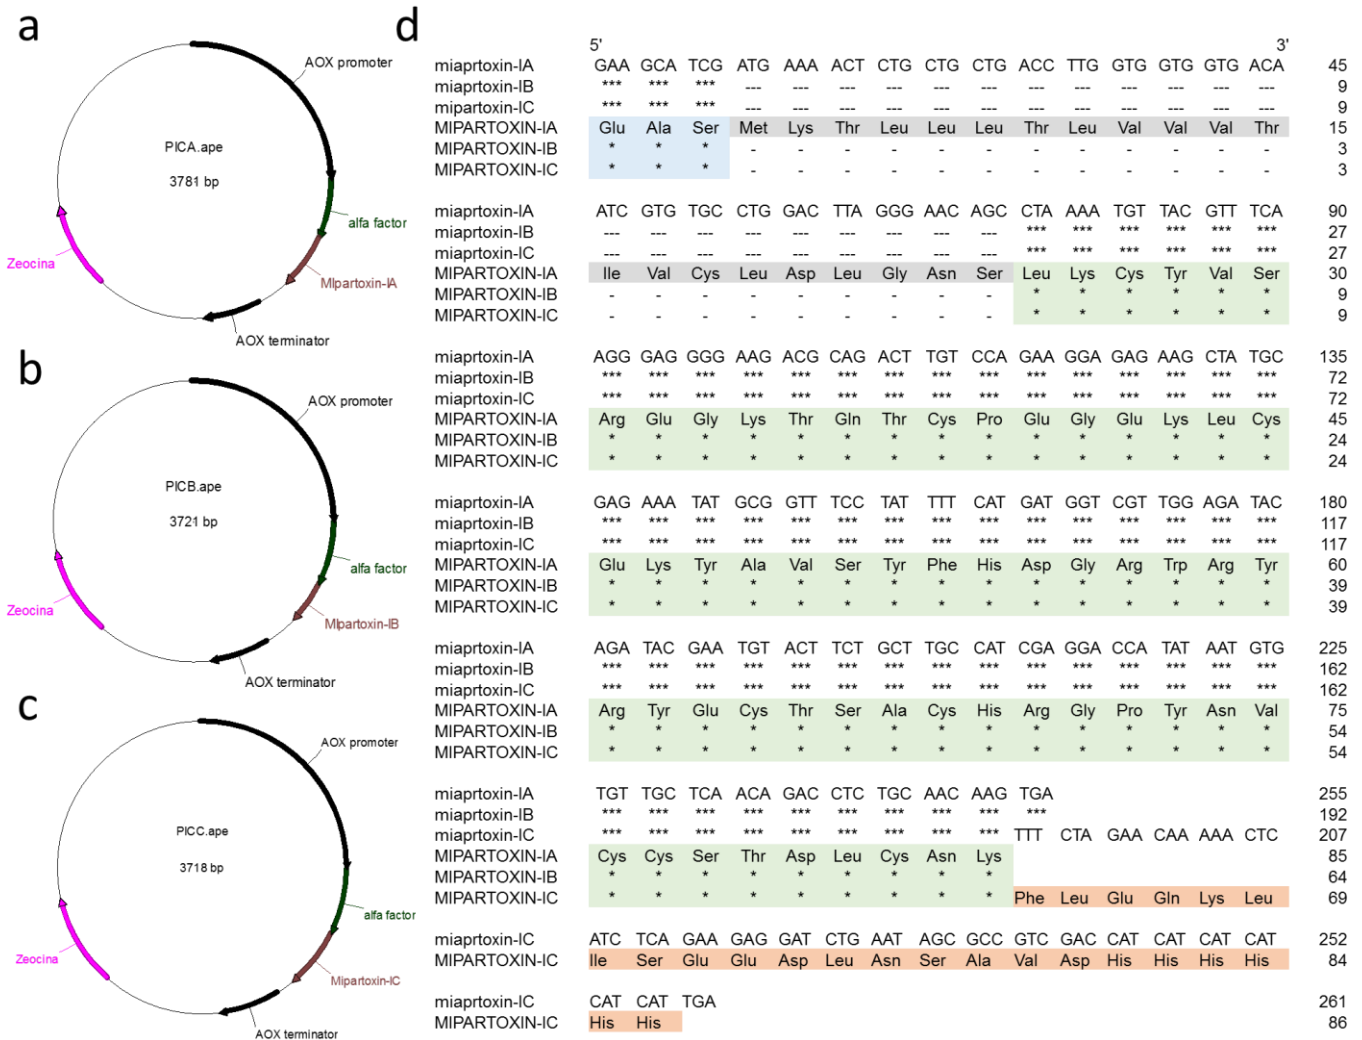 a
AOX promoter
PICA.ape
3781 bp
alfa factor
Zeocina
MIpartoxin-IA
AOX terminator
b
AOX promoter
PICB.ape
3721 bp
alfa factor
Zeocina
MIpartoxin-IB
AOX terminator
c
AOX promoter
PICC.ape
3718 bp
alfa factor
Zeocina
Mipartoxin-IC
AOX terminator
d
5' 3'
miaprtoxin-IA GAA GCA TCG ATG AAA ACT CTG CTG CTG ACC TTG GTG GTG GTG ACA 45
miaprtoxin-IB *** *** *** --- --- --- --- --- --- --- --- --- --- --- --- 9
mipartoxin-IC *** *** *** --- --- --- --- --- --- --- --- --- --- --- --- 9
MIPARTOXIN-IA Glu Ala Ser Met Lys Thr Leu Leu Leu Thr Leu Val Val Val Thr 15
MIPARTOXIN-IB * * * - - - - - - - - - - - - 3
MIPARTOXIN-IC * * * - - - - - - - - - - - - 3
miaprtoxin-IA ATC GTG TGC CTG GAC TTA GGG AAC AGC CTA AAA TGT TAC GTT TCA 90
miaprtoxin-IB --- --- --- --- --- --- --- --- --- *** *** *** *** *** *** 27
miaprtoxin-IC --- --- --- --- --- --- --- --- --- *** *** *** *** *** *** 27
MIPARTOXIN-IA Ile Val Cys Leu Asp Leu Gly Asn Ser Leu Lys Cys Tyr Val Ser 30
MIPARTOXIN-IB - - - - - - - - - * * * * * * 9
MIPARTOXIN-IC - - - - - - - - - * * * * * * 9
miaprtoxin-IA AGG GAG GGG AAG ACG CAG ACT TGT CCA GAA GGA GAG AAG CTA TGC 135
miaprtoxin-IB *** *** *** *** *** *** *** *** *** *** *** *** *** *** *** 72
miaprtoxin-IC *** *** *** *** *** *** *** *** *** *** *** *** *** *** *** 72
MIPARTOXIN-IA Arg Glu Gly Lys Thr Gln Thr Cys Pro Glu Gly Glu Lys Leu Cys 45
MIPARTOXIN-IB * * * * * * * * * * * * * * * 24
MIPARTOXIN-IC * * * * * * * * * * * * * * * 24
miaprtoxin-IA GAG AAA TAT GCG GTT TCC TAT TTT CAT GAT GGT CGT TGG AGA TAC 180
miaprtoxin-IB *** *** *** *** *** *** *** *** *** *** *** *** *** *** *** 117
miaprtoxin-IC *** *** *** *** *** *** *** *** *** *** *** *** *** *** *** 117
MIPARTOXIN-IA Glu Lys Tyr Ala Val Ser Tyr Phe His Asp Gly Arg Trp Arg Tyr 60
MIPARTOXIN-IB * * * * * * * * * * * * * * * 39
MIPARTOXIN-IC * * * * * * * * * * * * * * * 39
miaprtoxin-IA AGA TAC GAA TGT ACT TCT GCT TGC CAT CGA GGA CCA TAT AAT GTG 225
miaprtoxin-IB *** *** *** *** *** *** *** *** *** *** *** *** *** *** *** 162
miaprtoxin-IC *** *** *** *** *** *** *** *** *** *** *** *** *** *** *** 162
MIPARTOXIN-IA Arg Tyr Glu Cys Thr Ser Ala Cys His Arg Gly Pro Tyr Asn Val 75
MIPARTOXIN-IB * * * * * * * * * * * * * * * 54
MIPARTOXIN-IC * * * * * * * * * * * * * * * 54
miaprtoxin-IA TGT TGC TCA ACA GAC CTC TGC AAC AAG TGA 255
miaprtoxin-IB *** *** *** *** *** *** *** *** *** *** 192
miaprtoxin-IC *** *** *** *** *** *** *** *** *** TTT CTA GAA CAA AAA CTC 207
MIPARTOXIN-IA Cys Cys Ser Thr Asp Leu Cys Asn Lys 85
MIPARTOXIN-IB * * * * * * * * * 64
MIPARTOXIN-IC * * * * * * * * * Phe Leu Glu Gln Lys Leu 69
miaprtoxin-IC ATC TCA GAA GAG GAT CTG AAT AGC GCC GTC GAC CAT CAT CAT CAT 252
MIPARTOXIN-IC Ile Ser Glu Glu Asp Leu Asn Ser Ala Val Asp His His His His 84
miaprtoxin-IC CAT CAT TGA 261
MIPARTOXIN-IC His His 86